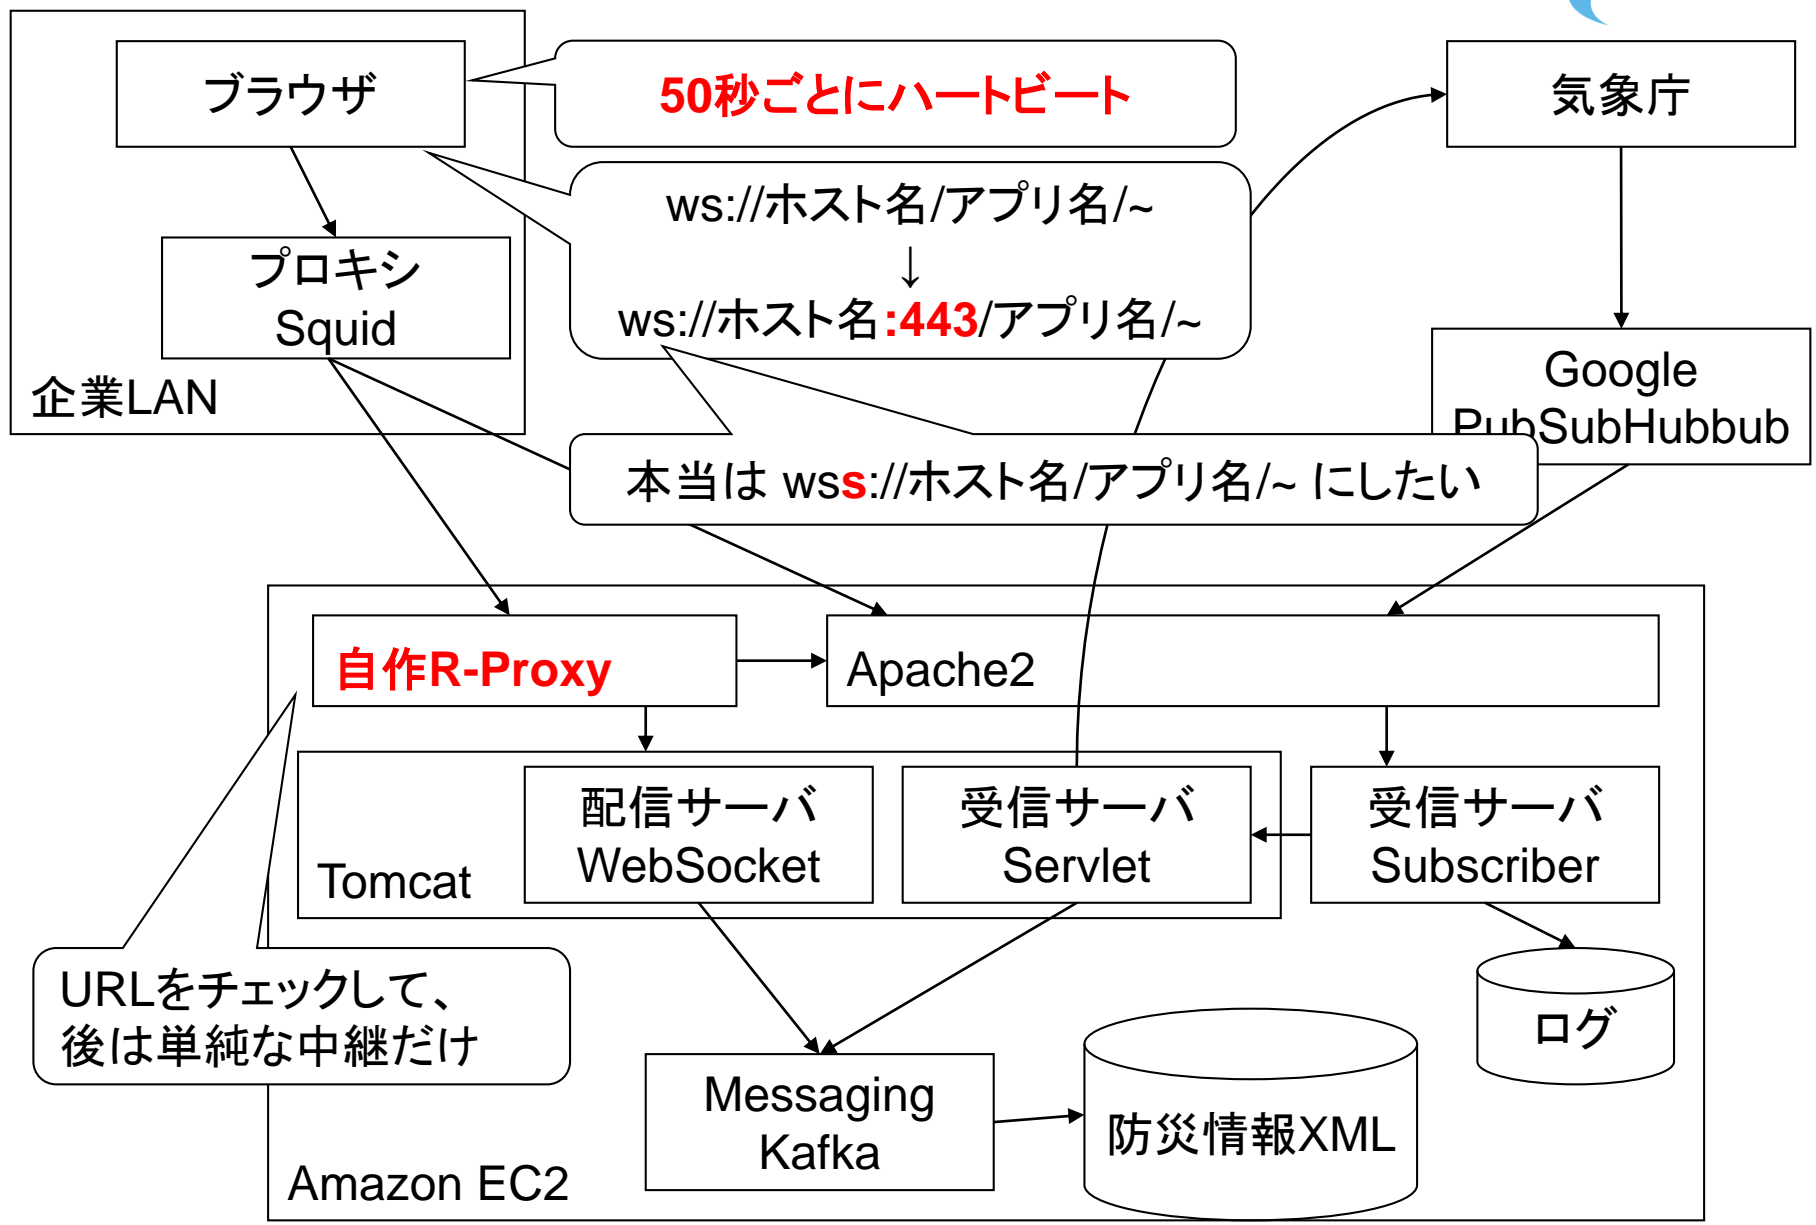 ブラウザ
50秒ごとにハートビート
気象庁
ws://ホスト名/アプリ名/~
↓
ws://ホスト名:443/アプリ名/~
プロキシ
Squid
企業LAN
Google
PubSubHubbub
本当は wss://ホスト名/アプリ名/~ にしたい
自作R-Proxy
Apache2
配信サーバ
WebSocket
受信サーバ
Servlet
受信サーバ
Subscriber
Tomcat
URLをチェックして、
後は単純な中継だけ
ログ
Messaging
Kafka
防災情報XML
Amazon EC2